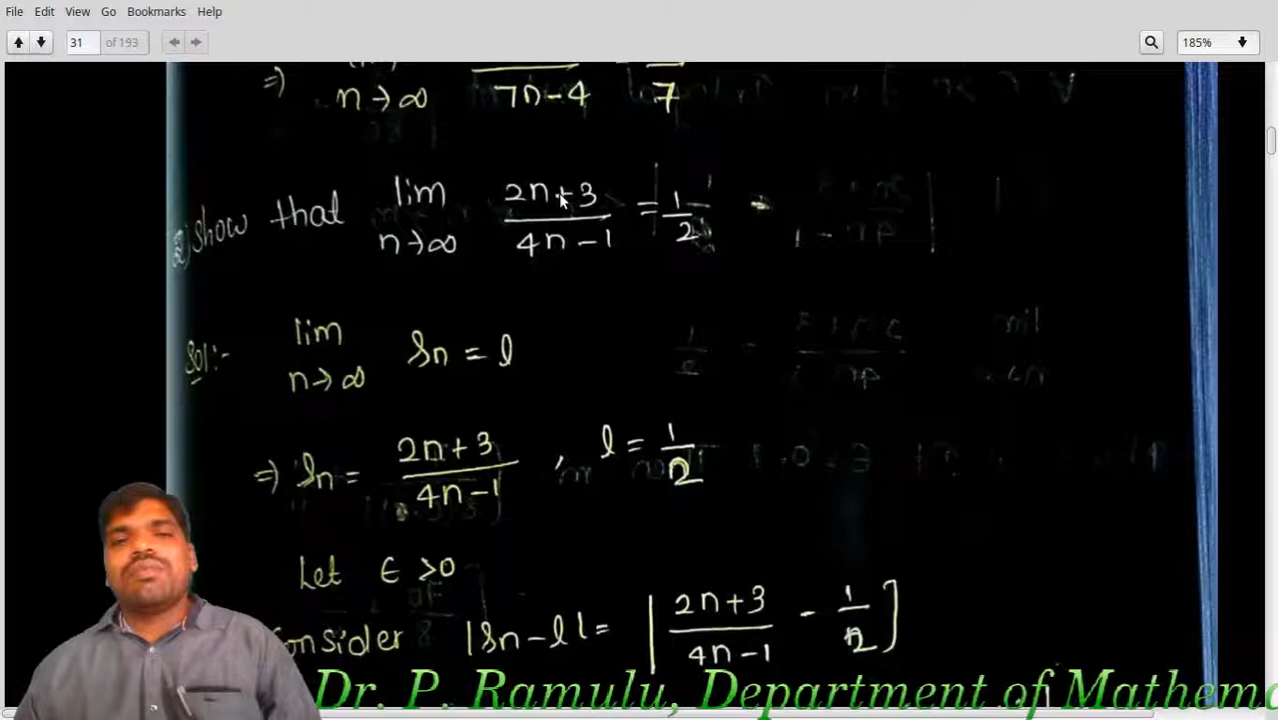 File Edit View Go Bookmarks Help
31 of 193 185%
⇒ n→∞ 7n-4 7
2) Show that lim n→∞ 2n+3 / 4n-1 = 1/2
Sol:- lim n→∞ Sn = l
⇒ Sn = 2n+3 / 4n-1 , l = 1/2
Let ϵ >0
Consider |Sn-l| = | 2n+3 / 4n-1 - 1/2 |
Dr. P. Ramulu, Department of Mathema